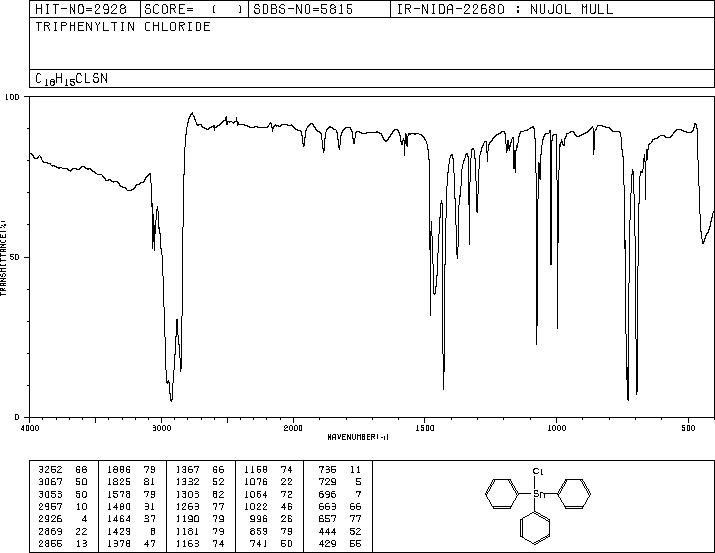 HIT-NO=2928 SCORE= ( ) SDBS-NO=5815 IR-NIDA-22680 : NUJOL MULL
TRIPHENYLTIN CHLORIDE
C18H15CLSN
100
TRANSMITTANCE(%)
50
0
4000 3000 2000 1500 1000 500
WAVENUMBER(-1)
3262 68 1886 79 1367 66 1158 74 735 11
3067 50 1825 81 1332 52 1076 22 729 5
3053 50 1578 79 1303 62 1064 72 696 7
2957 10 1480 31 1263 77 1022 46 663 66
2926 4 1464 37 1190 79 996 26 657 77
2869 22 1429 8 1181 79 859 79 444 52
2855 13 1378 47 1163 74 741 50 429 55
Cl
Sn